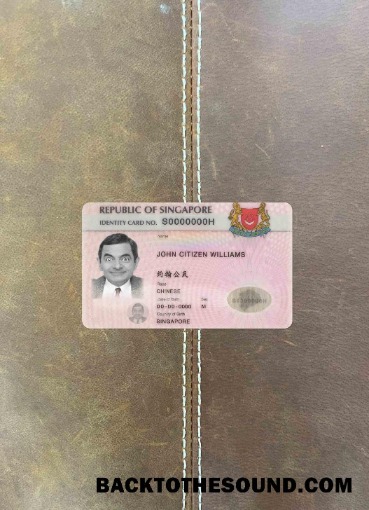 REPUBLIC OF SINGAPORE
IDENTITY CARD NO. S0000000H
Name
JOHN CITIZEN WILLIAMS
约翰公民
Race
CHINESE
Date of birth Sex
00-00-0000 M
Country of Birth
SINGAPORE
BACKTOTHESOUND.COM